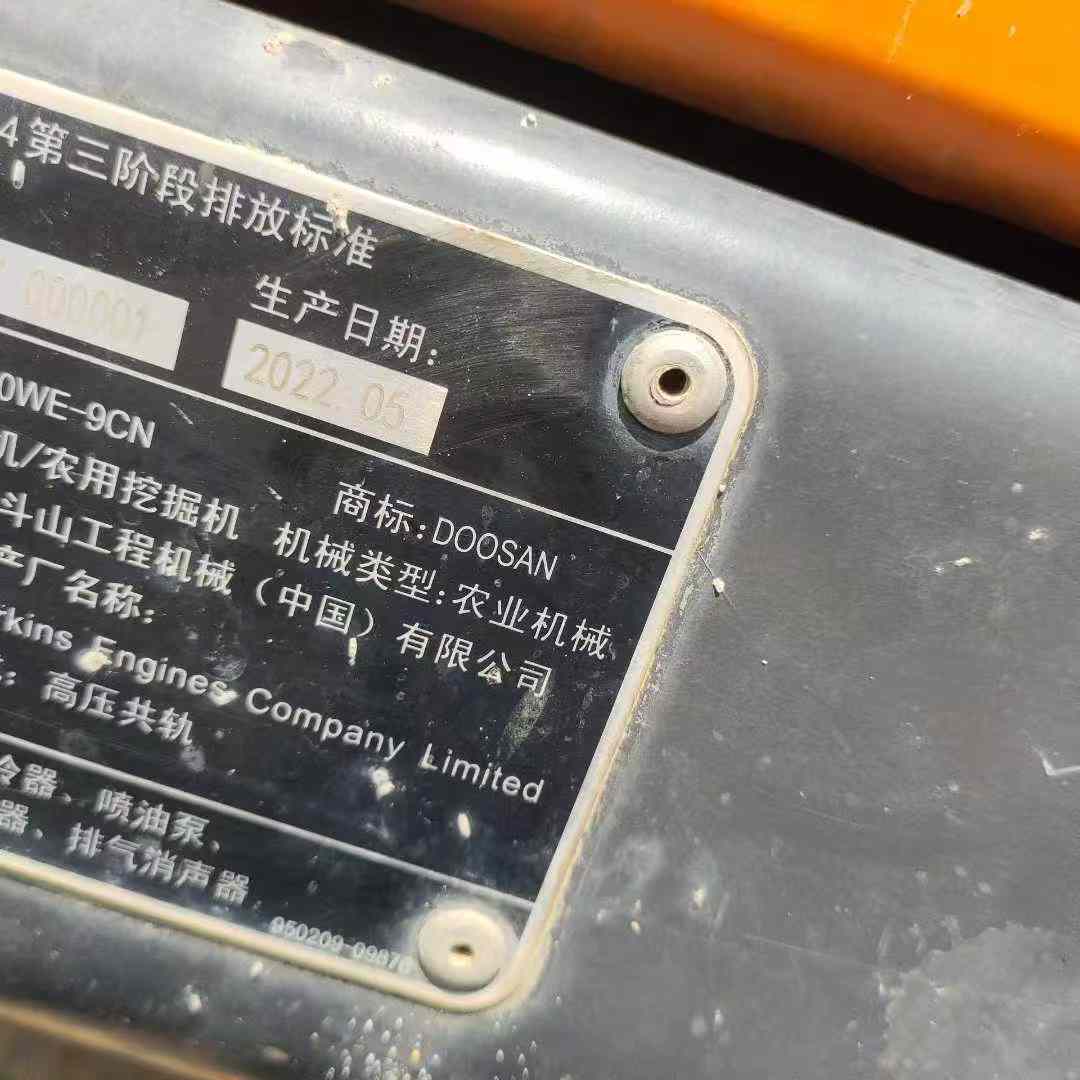 4第三阶段排放标准
生产日期:
000001
2022.05
0WE-9CN
商标:DOOSAN
机/农用挖掘机 机械类型:农业机械
斗山工程机械（中国）有限公司
产厂名称:
rkins Engines Company Limited
: 高压共轨
冷器、喷油泵、
器、排气消声器
950209-0987